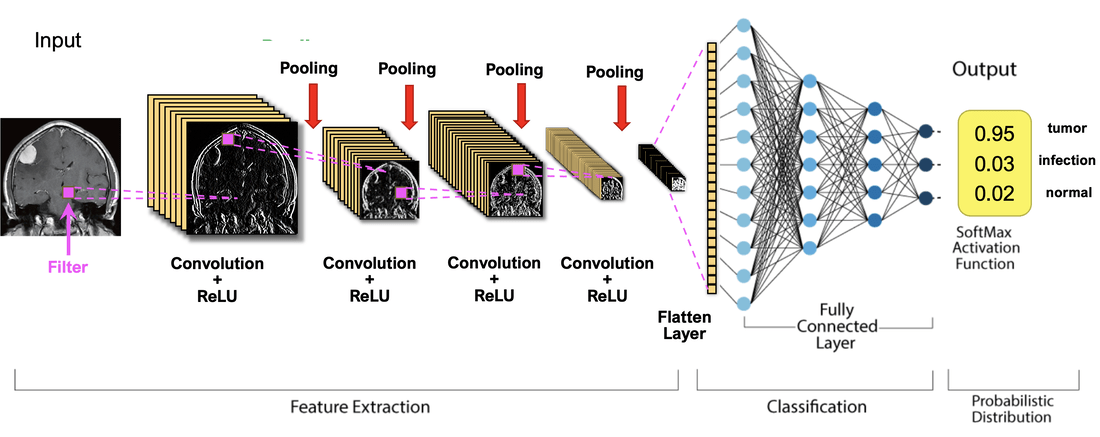 Input
Pooling
Pooling
Pooling
Pooling
Filter
Convolution
+
ReLU
Convolution
+
ReLU
Convolution
+
ReLU
Convolution
+
ReLU
Flatten
Layer
Fully
Connected
Layer
Output
0.95
tumor
0.03
infection
0.02
normal
SoftMax
Activation
Function
Feature Extraction
Classification
Probabilistic
Distribution